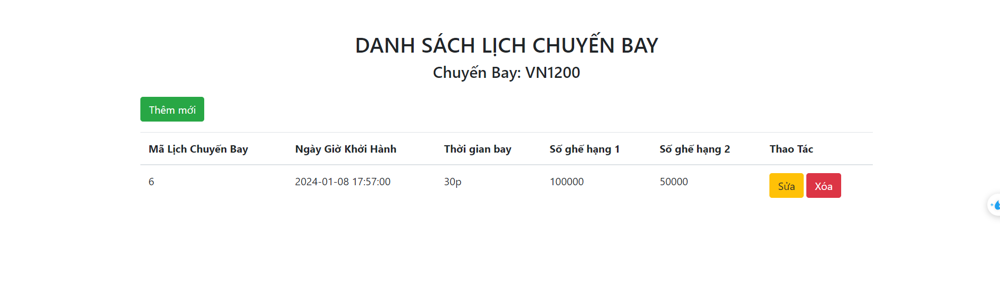 DANH SÁCH LỊCH CHUYẾN BAY
Chuyến Bay: VN1200
Thêm mới
Mã Lịch Chuyến Bay Ngày Giờ Khởi Hành Thời gian bay Số ghế hạng 1 Số ghế hạng 2 Thao Tác
6 2024-01-08 17:57:00 30p 100000 50000 Sửa Xóa